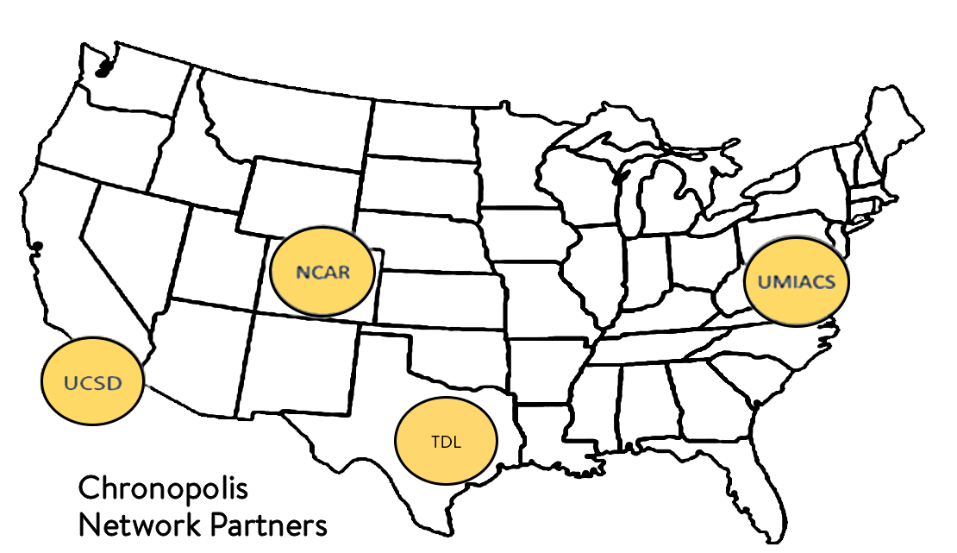 NCAR
UMIACS
UCSD
TDL
Chronopolis
Network Partners